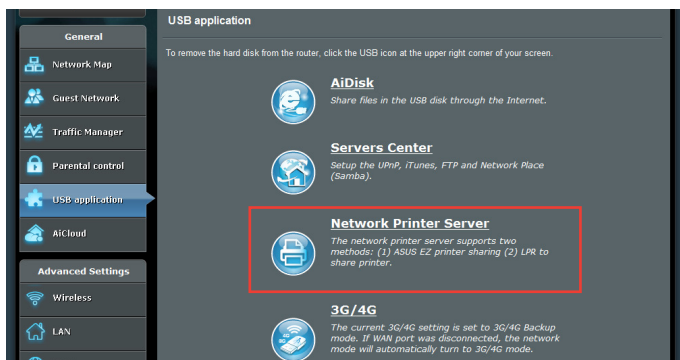 USB application
General
To remove the hard disk from the router, click the USB icon at the upper right corner of your screen.
Network Map
Guest Network
Traffic Manager
Parental control
USB application
AiCloud
Advanced Settings
Wireless
LAN
AiDisk
Share files in the USB disk through the Internet.
Servers Center
Setup the UPnP, iTunes, FTP and Network Place
(Samba).
Network Printer Server
The network printer server supports two
methods: (1) ASUS EZ printer sharing (2) LPR to
share printer.
3G/4G
The current 3G/4G setting is set to 3G/4G Backup
mode. If WAN port was disconnected, the network
mode will automatically turn to 3G/4G mode.